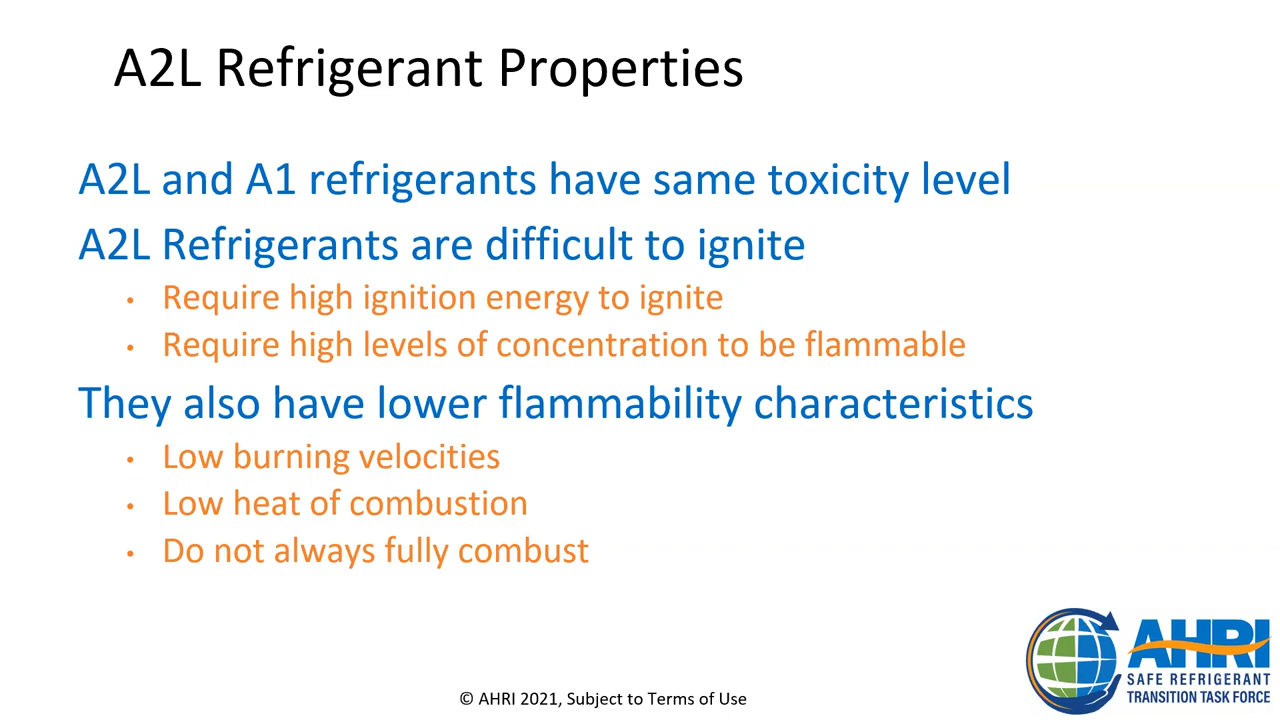 A2L Refrigerant Properties
A2L and A1 refrigerants have same toxicity level
A2L Refrigerants are difficult to ignite
• Require high ignition energy to ignite
• Require high levels of concentration to be flammable
They also have lower flammability characteristics
• Low burning velocities
• Low heat of combustion
• Do not always fully combust
AHRI
SAFE REFRIGERANT
TRANSITION TASK FORCE
© AHRI 2021, Subject to Terms of Use